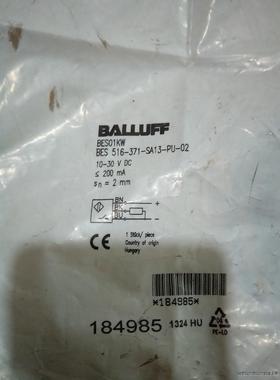 BALLUFF
BES01KW
BES 516-371-SA13-PU-02
10-30 V DC
≤ 200 mA
sn = 2 mm
BN +
BK
BU -
1 Stück/ piece
Country of origin
Hungary
*184985*
184985 1324 HU
04
PE-LD